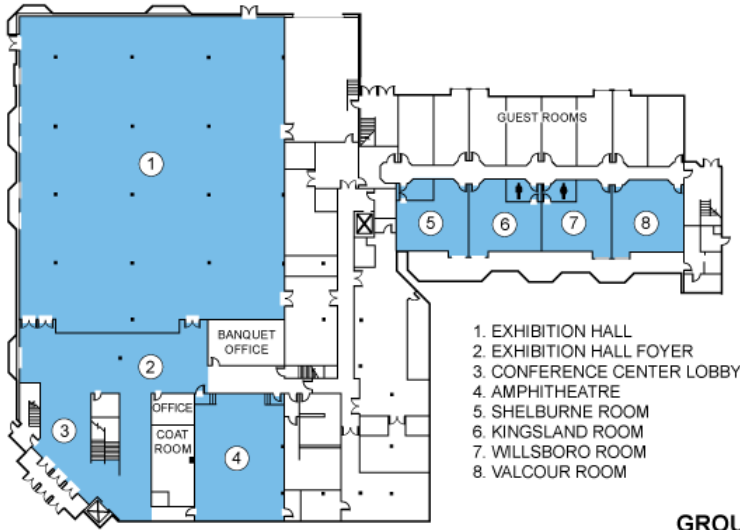 GUEST ROOMS
1
5
6
7
8
BANQUET
OFFICE
2
OFFICE
COAT
ROOM
3
4
1. EXHIBITION HALL
2. EXHIBITION HALL FOYER
3. CONFERENCE CENTER LOBBY
4. AMPHITHEATRE
5. SHELBURNE ROOM
6. KINGSLAND ROOM
7. WILLSBORO ROOM
8. VALCOUR ROOM
GROU